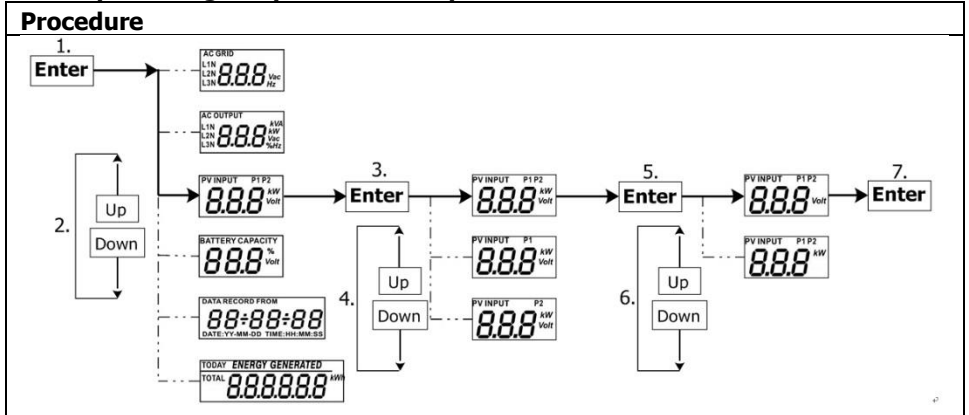 Procedure
1.
Enter
AC GRID
L1N
L2N
L3N
8.8.8
Vac
Hz
AC OUTPUT
L1N
L2N
L3N
8.8.8
kVA
kW
Vac
%Hz
2.
Up
Down
PV INPUT P1 P2
8.8.8
kW
Volt
BATTERY CAPACITY
88.8
%
Volt
DATA RECORD FROM
88:88:88
DATE:YY-MM-DD TIME:HH:MM:SS
TODAY ENERGY GENERATED
TOTAL
8.8.8.8.8.8
kWh
3.
Enter
4.
Up
Down
PV INPUT P1 P2
8.8.8
kW
Volt
PV INPUT P1
8.8.8
kW
Volt
PV INPUT P2
8.8.8
kW
Volt
5.
Enter
6.
Up
Down
PV INPUT P1 P2
8.8.8
Volt
PV INPUT P1 P2
8.8.8
kW
7.
Enter